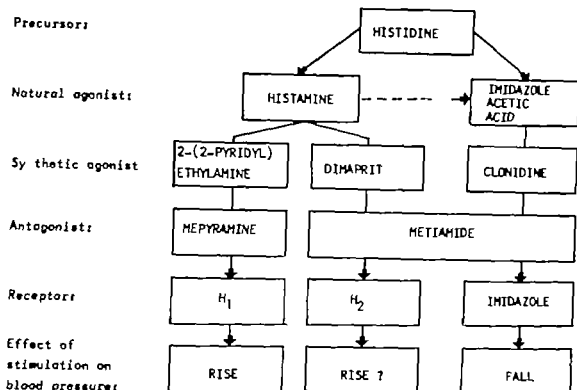 Precursor:
HISTIDINE
Natural agonist:
HISTAMINE
IMIDAZOLE
ACETIC
ACID
Sy thetic agonist
2-(2-PYRIDYL)
ETHYLAMINE
DIMAPRIT
CLONIDINE
Antagonist:
MEPYRAMINE
METIAMIDE
Receptor:
H1
H2
IMIDAZOLE
Effect of
stimulation on
blood pressure:
RISE
RISE ?
FALL